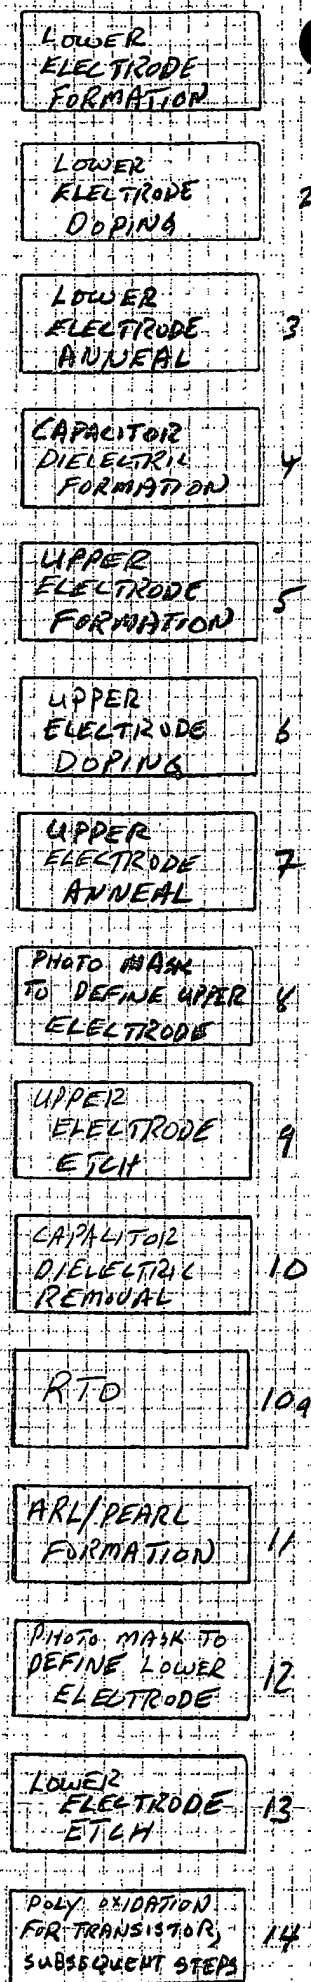 LOWER
ELECTRODE
FORMATION
LOWER
ELECTRODE
DOPING
2
LOWER
ELECTRODE
ANNEAL
3
CAPACITOR
DIELECTRIC
FORMATION
4
UPPER
ELECTRODE
FORMATION
5
UPPER
ELECTRODE
DOPING
6
UPPER
ELECTRODE
ANNEAL
7
PHOTO MASK
TO DEFINE UPPER
ELECTRODE
8
UPPER
ELECTRODE
ETCH
9
CAPACITOR
DIELECTRIC
REMOVAL
10
RTO
10a
ARL/PEARL
FORMATION
11
PHOTO MASK TO
DEFINE LOWER
ELECTRODE
12
LOWER
ELECTRODE
ETCH
13
POLY OXIDATION
FOR TRANSISTOR,
SUBSEQUENT STEPS
14